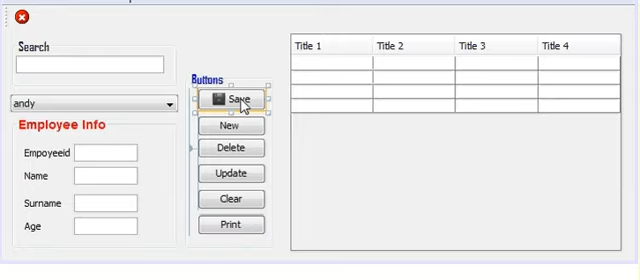 Search
andy
Employee Info
Empoyeeid
Name
Surname
Age
Buttons
Save
New
Delete
Update
Clear
Print
Title 1 Title 2 Title 3 Title 4